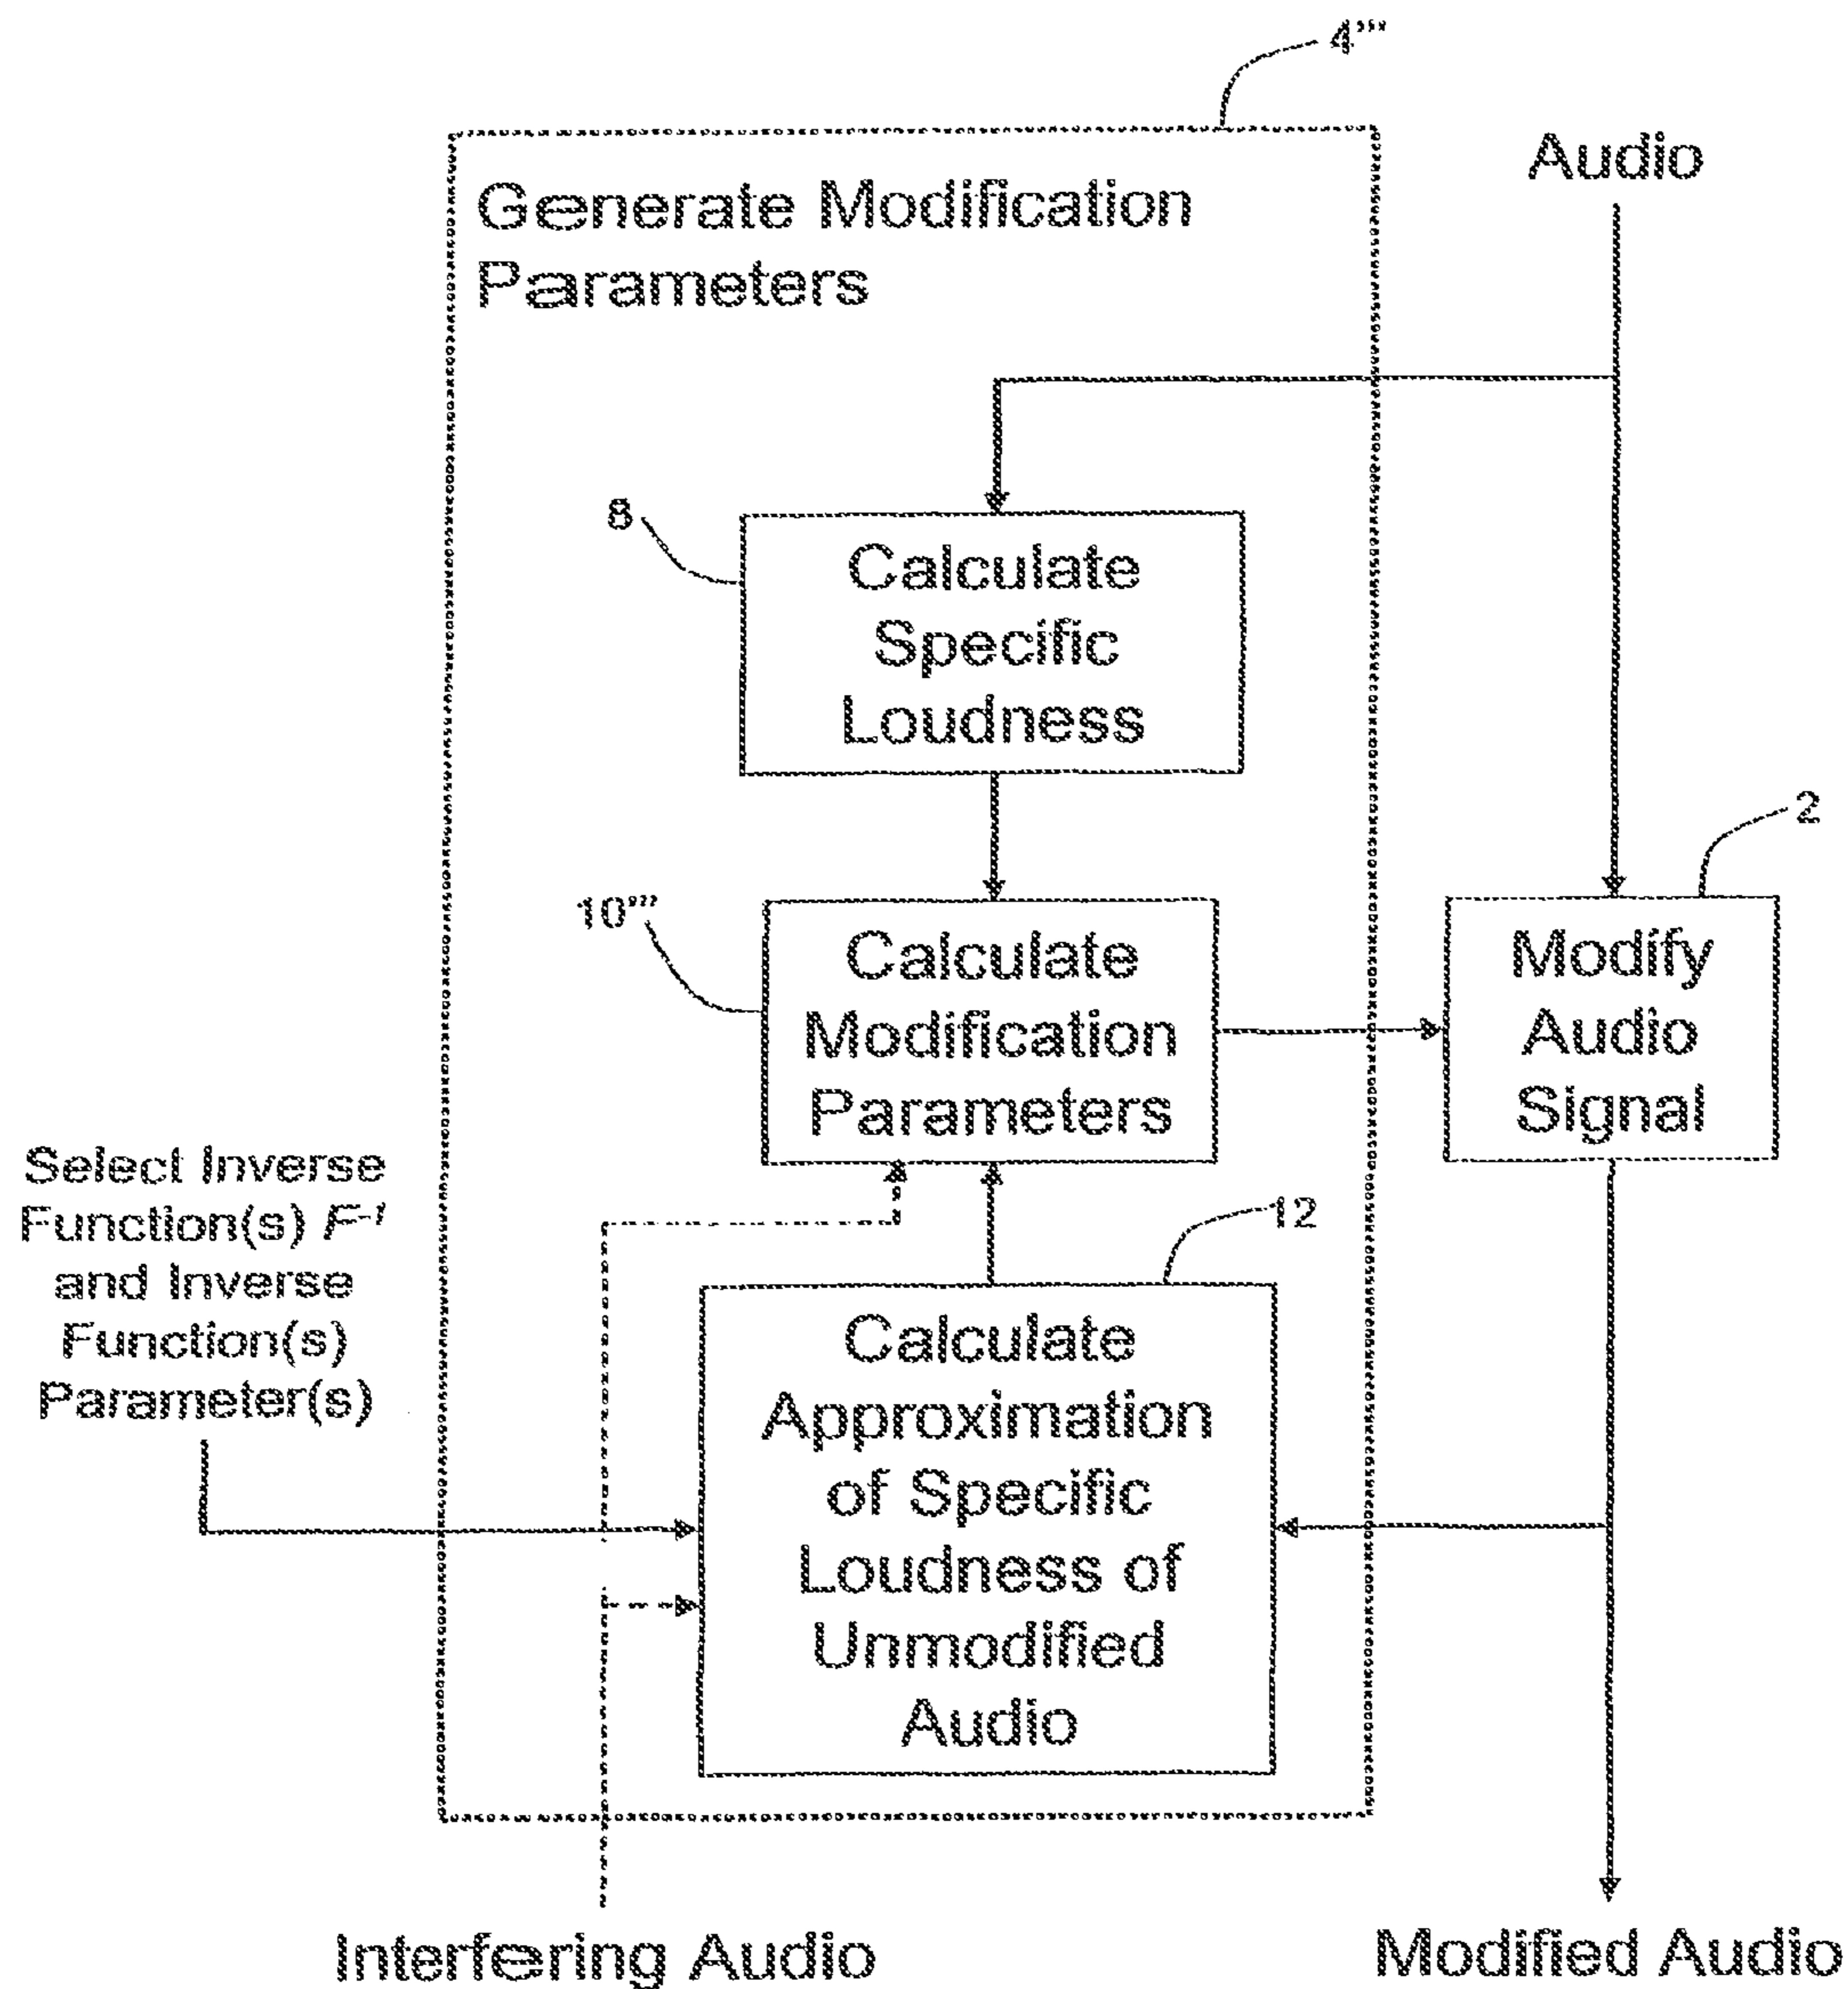 4'''
Audio
Generate Modification
Parameters
8
Calculate
Specific
Loudness
2
10'''
Calculate
Modification
Parameters
Modify
Audio
Signal
Select Inverse
Function(s) F⁻¹
and Inverse
Function(s)
Parameter(s)
12
Calculate
Approximation
of Specific
Loudness of
Unmodified
Audio
Interfering Audio
Modified Audio